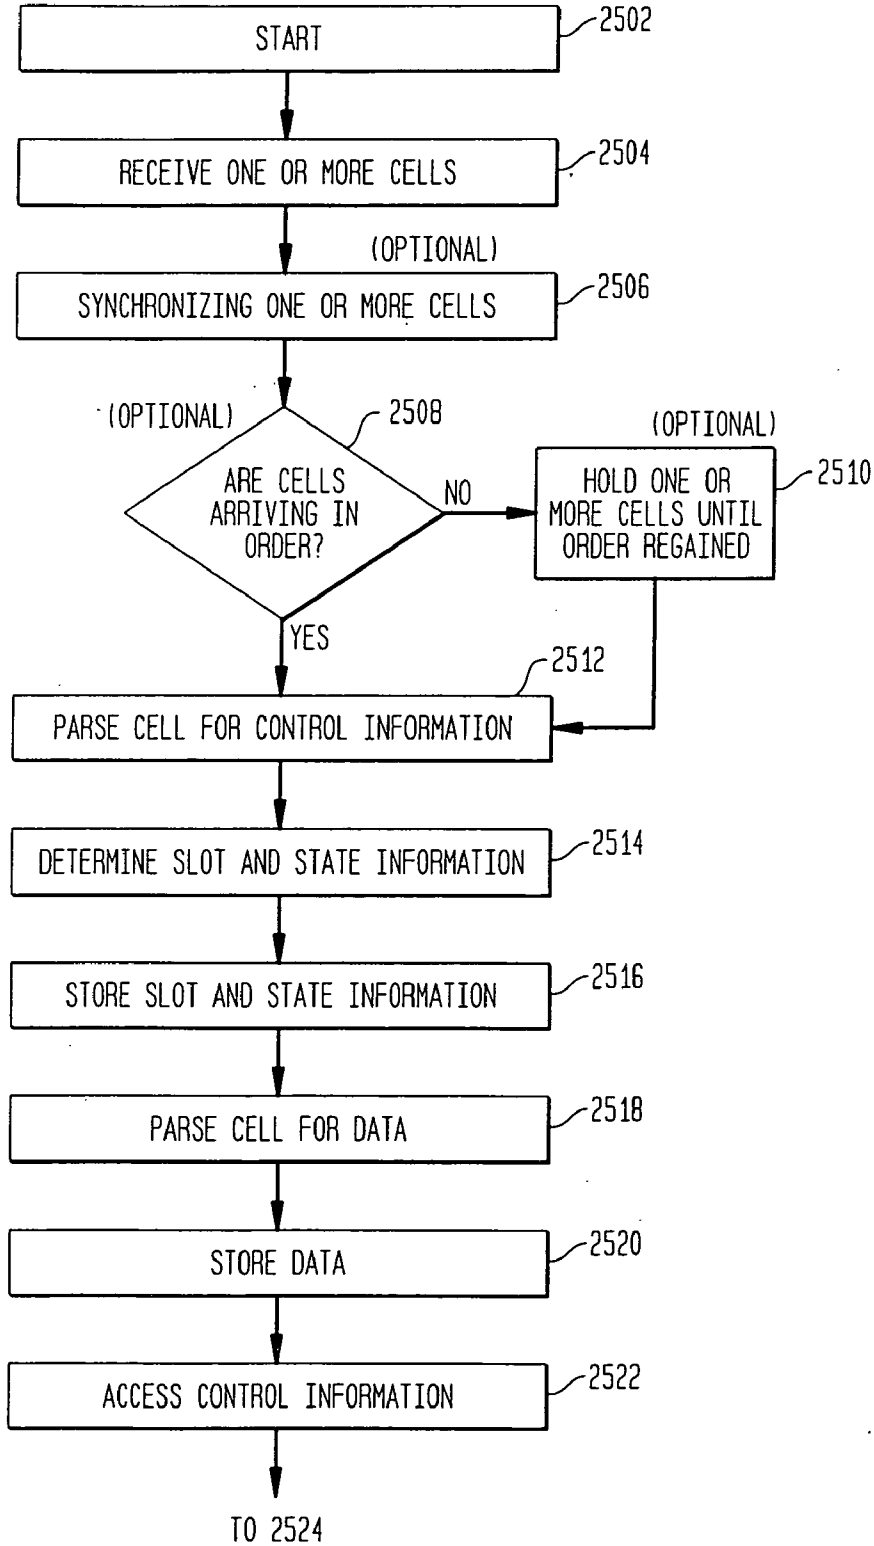 START
2502
RECEIVE ONE OR MORE CELLS
2504
(OPTIONAL)
SYNCHRONIZING ONE OR MORE CELLS
2506
(OPTIONAL)
2508
ARE CELLS
ARRIVING IN
ORDER?
NO
YES
(OPTIONAL)
HOLD ONE OR
MORE CELLS UNTIL
ORDER REGAINED
2510
2512
PARSE CELL FOR CONTROL INFORMATION
DETERMINE SLOT AND STATE INFORMATION
2514
STORE SLOT AND STATE INFORMATION
2516
PARSE CELL FOR DATA
2518
STORE DATA
2520
ACCESS CONTROL INFORMATION
2522
TO 2524